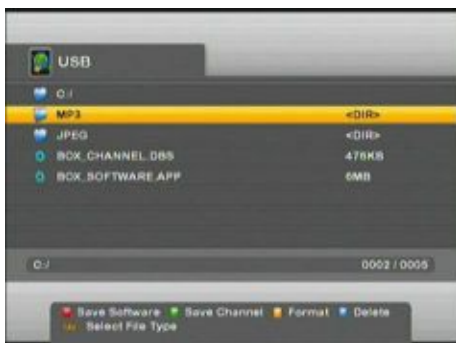 USB
C:/
MP3 <DIR>
JPEG <DIR>
BOX_CHANNEL.DBS 476KB
BOX_SOFTWARE.APP 6MB
C:/ 0002 / 0005
Save Software Save Channel Format Delete
Select File Type